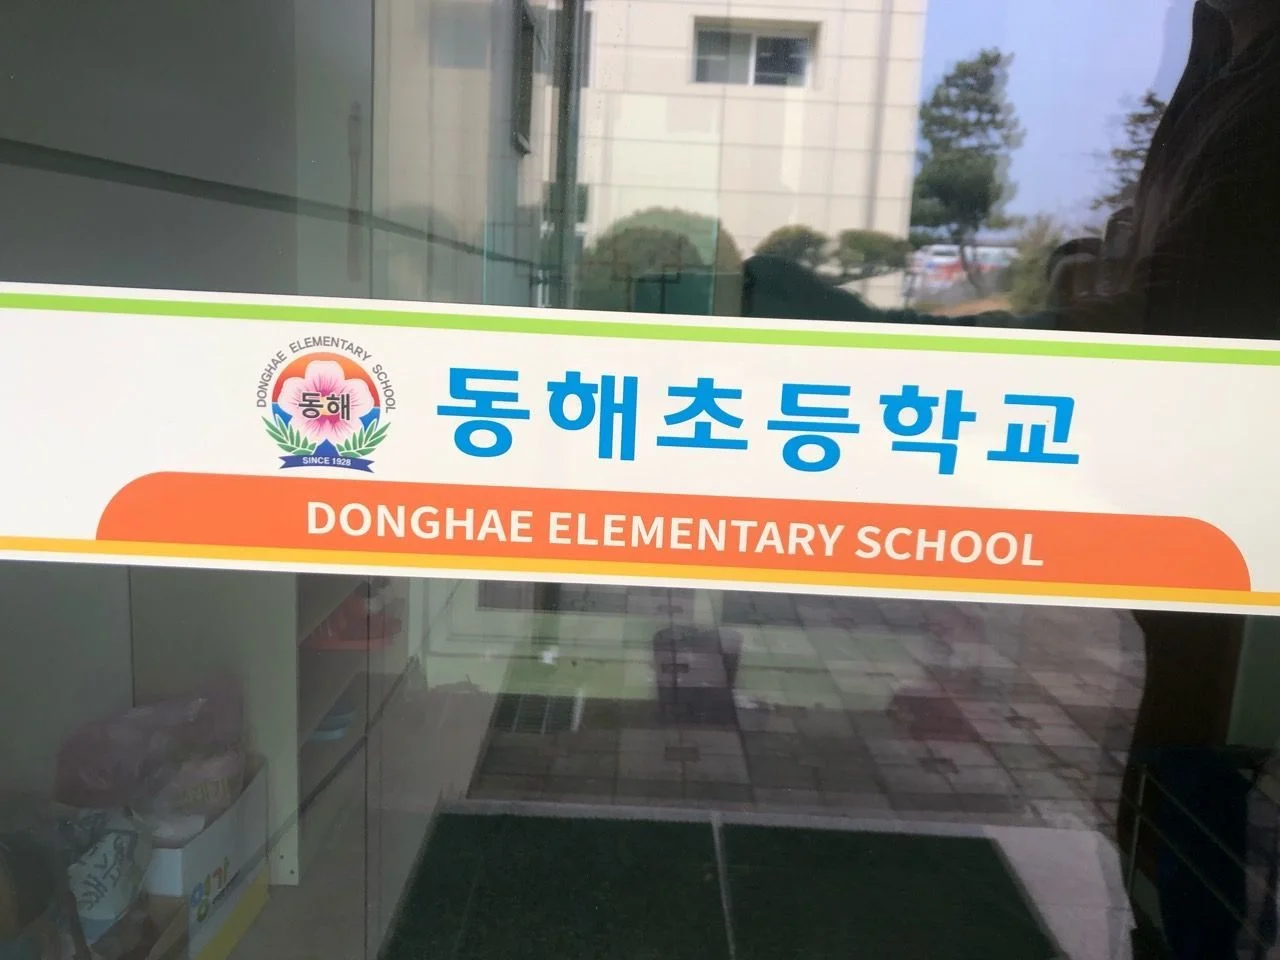 DONGHAE ELEMENTARY SCHOOL
동해
SINCE 1928
동해초등학교
DONGHAE ELEMENTARY SCHOOL